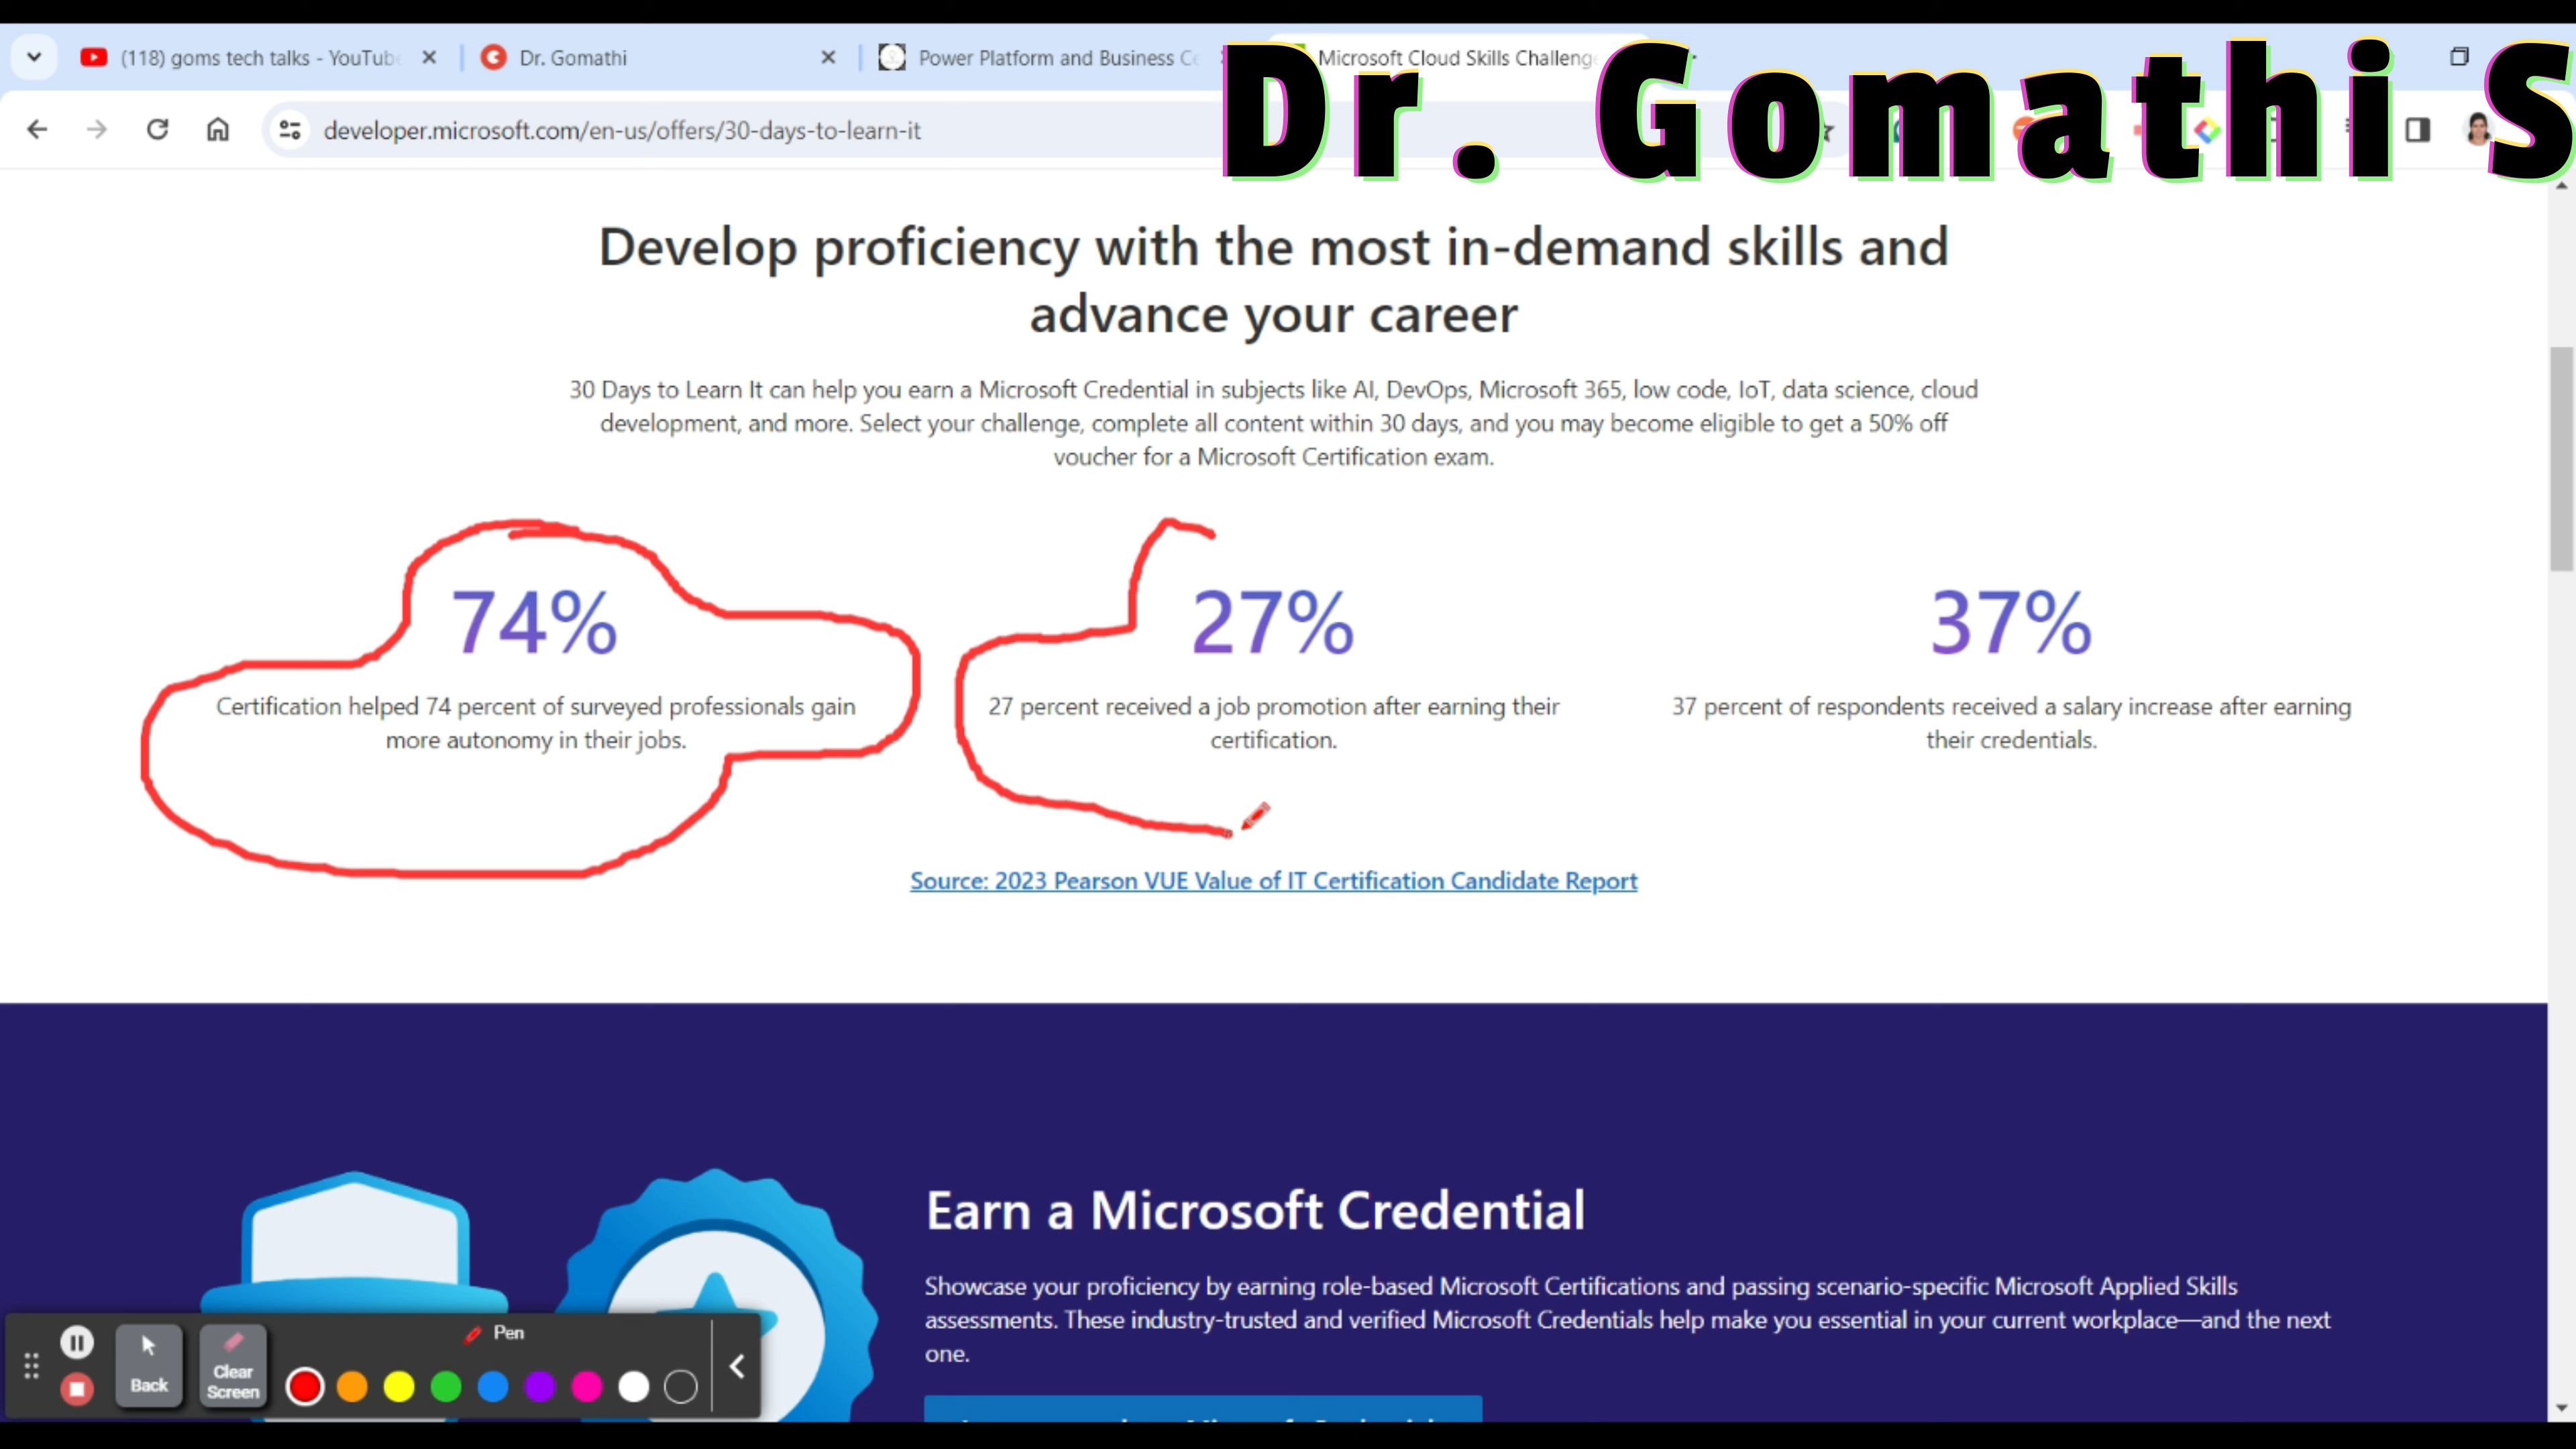 (118) goms tech talks - YouTub
Dr. Gomathi
Power Platform and Business Ce
Microsoft Cloud Skills Challeng
Dr. Gomathi S
developer.microsoft.com/en-us/offers/30-days-to-learn-it
Develop proficiency with the most in-demand skills and
advance your career
30 Days to Learn It can help you earn a Microsoft Credential in subjects like AI, DevOps, Microsoft 365, low code, IoT, data science, cloud
development, and more. Select your challenge, complete all content within 30 days, and you may become eligible to get a 50% off
voucher for a Microsoft Certification exam.
74%
Certification helped 74 percent of surveyed professionals gain
more autonomy in their jobs.
27%
27 percent received a job promotion after earning their
certification.
37%
37 percent of respondents received a salary increase after earning
their credentials.
Source: 2023 Pearson VUE Value of IT Certification Candidate Report
Earn a Microsoft Credential
Showcase your proficiency by earning role-based Microsoft Certifications and passing scenario-specific Microsoft Applied Skills
assessments. These industry-trusted and verified Microsoft Credentials help make you essential in your current workplace—and the next
one.
Pen
Back
Clear
Screen